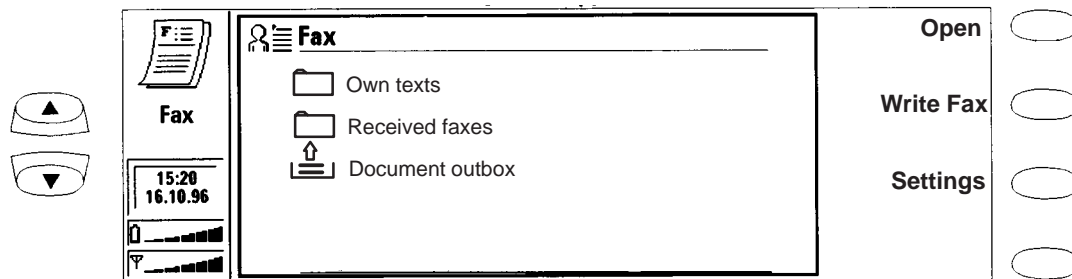 F:
Fax
15:20
16.10.96
Fax
Own texts
Received faxes
Document outbox
Open
Write Fax
Settings